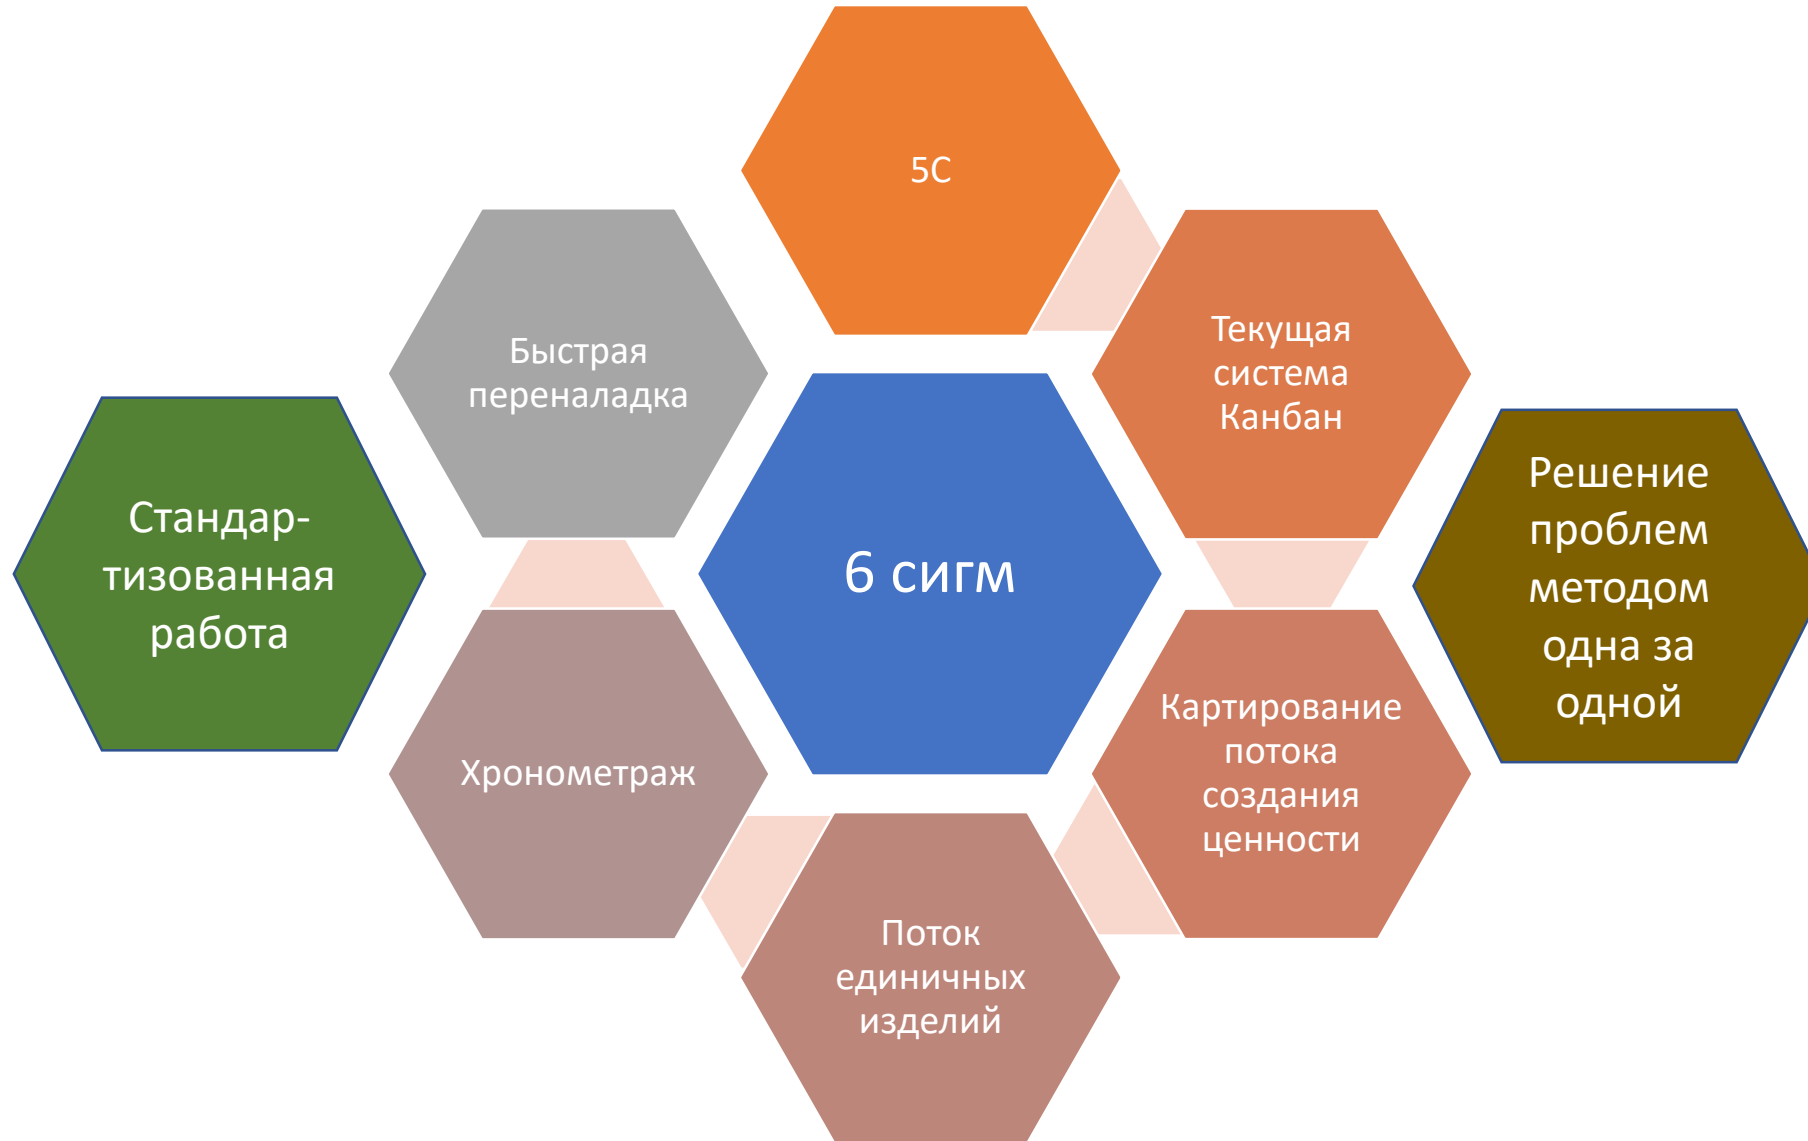 5С
Быстрая
переналадка
Текущая
система
Канбан
Стандар-
тизованная
работа
6 сигм
Решение
проблем
методом
одна за
одной
Хронометраж
Картирование
потока
создания
ценности
Поток
единичных
изделий